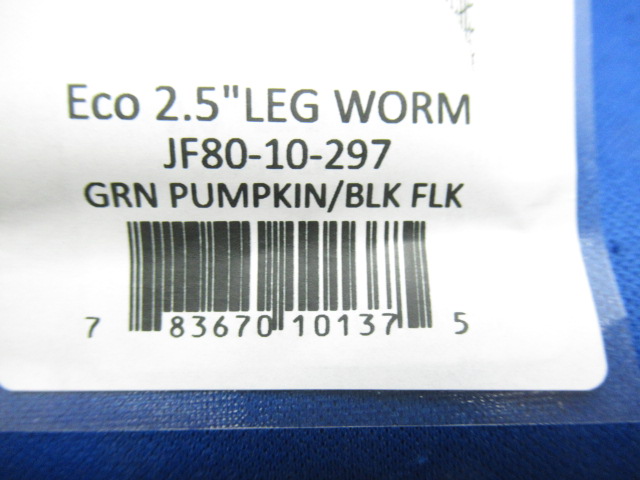 Eco 2.5"LEG WORM
JF80-10-297
GRN PUMPKIN/BLK FLK
7 83670 10137 5